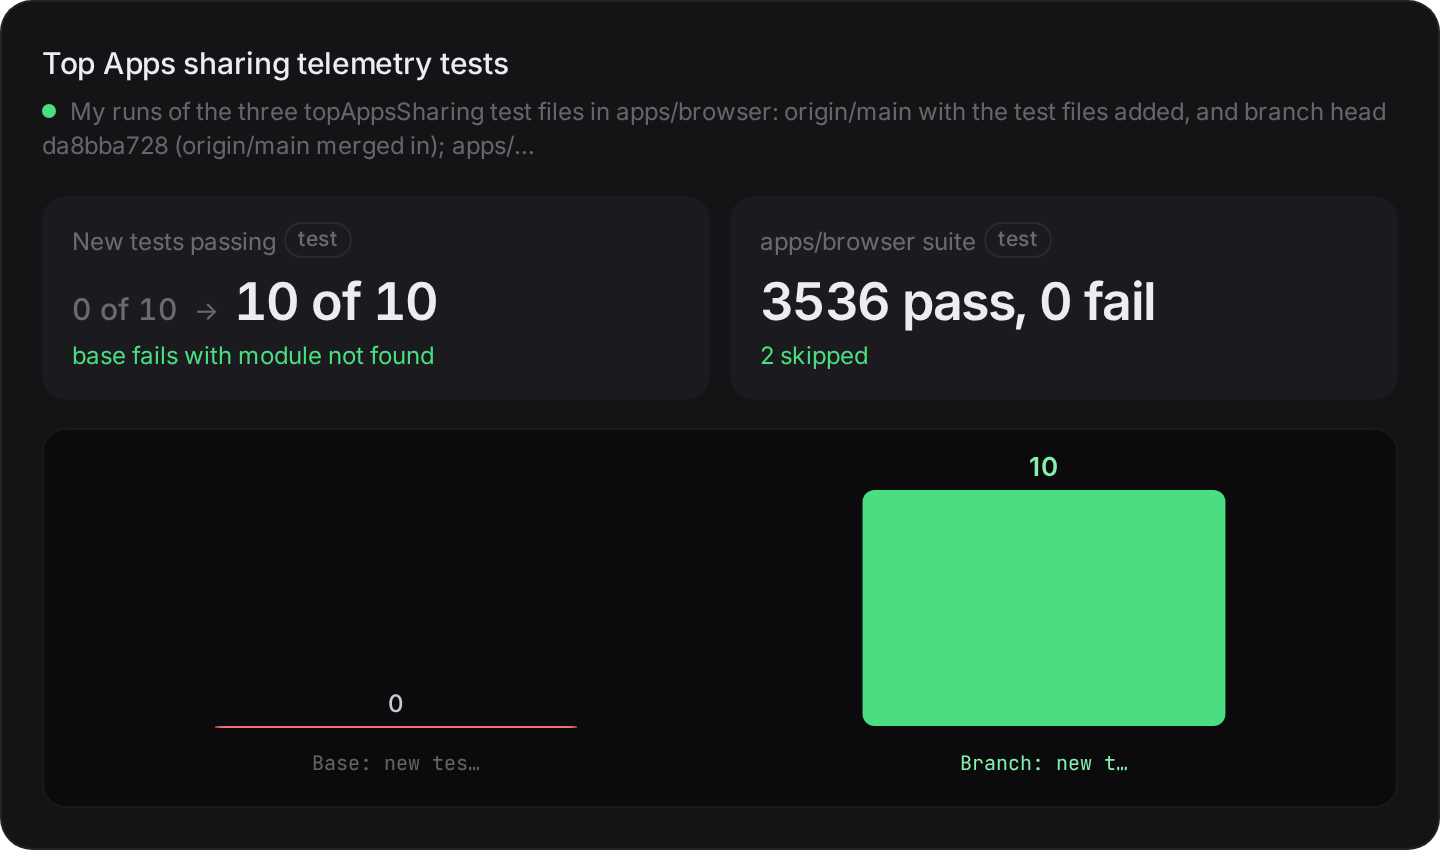 Top Apps sharing telemetry tests
My runs of the three topAppsSharing test files in apps/browser: origin/main with the test files added, and branch head
da8bba728 (origin/main merged in); apps/…
New tests passing test
0 of 10 → 10 of 10
base fails with module not found
apps/browser suite test
3536 pass, 0 fail
2 skipped
10
0
Base: new tes…
Branch: new t…